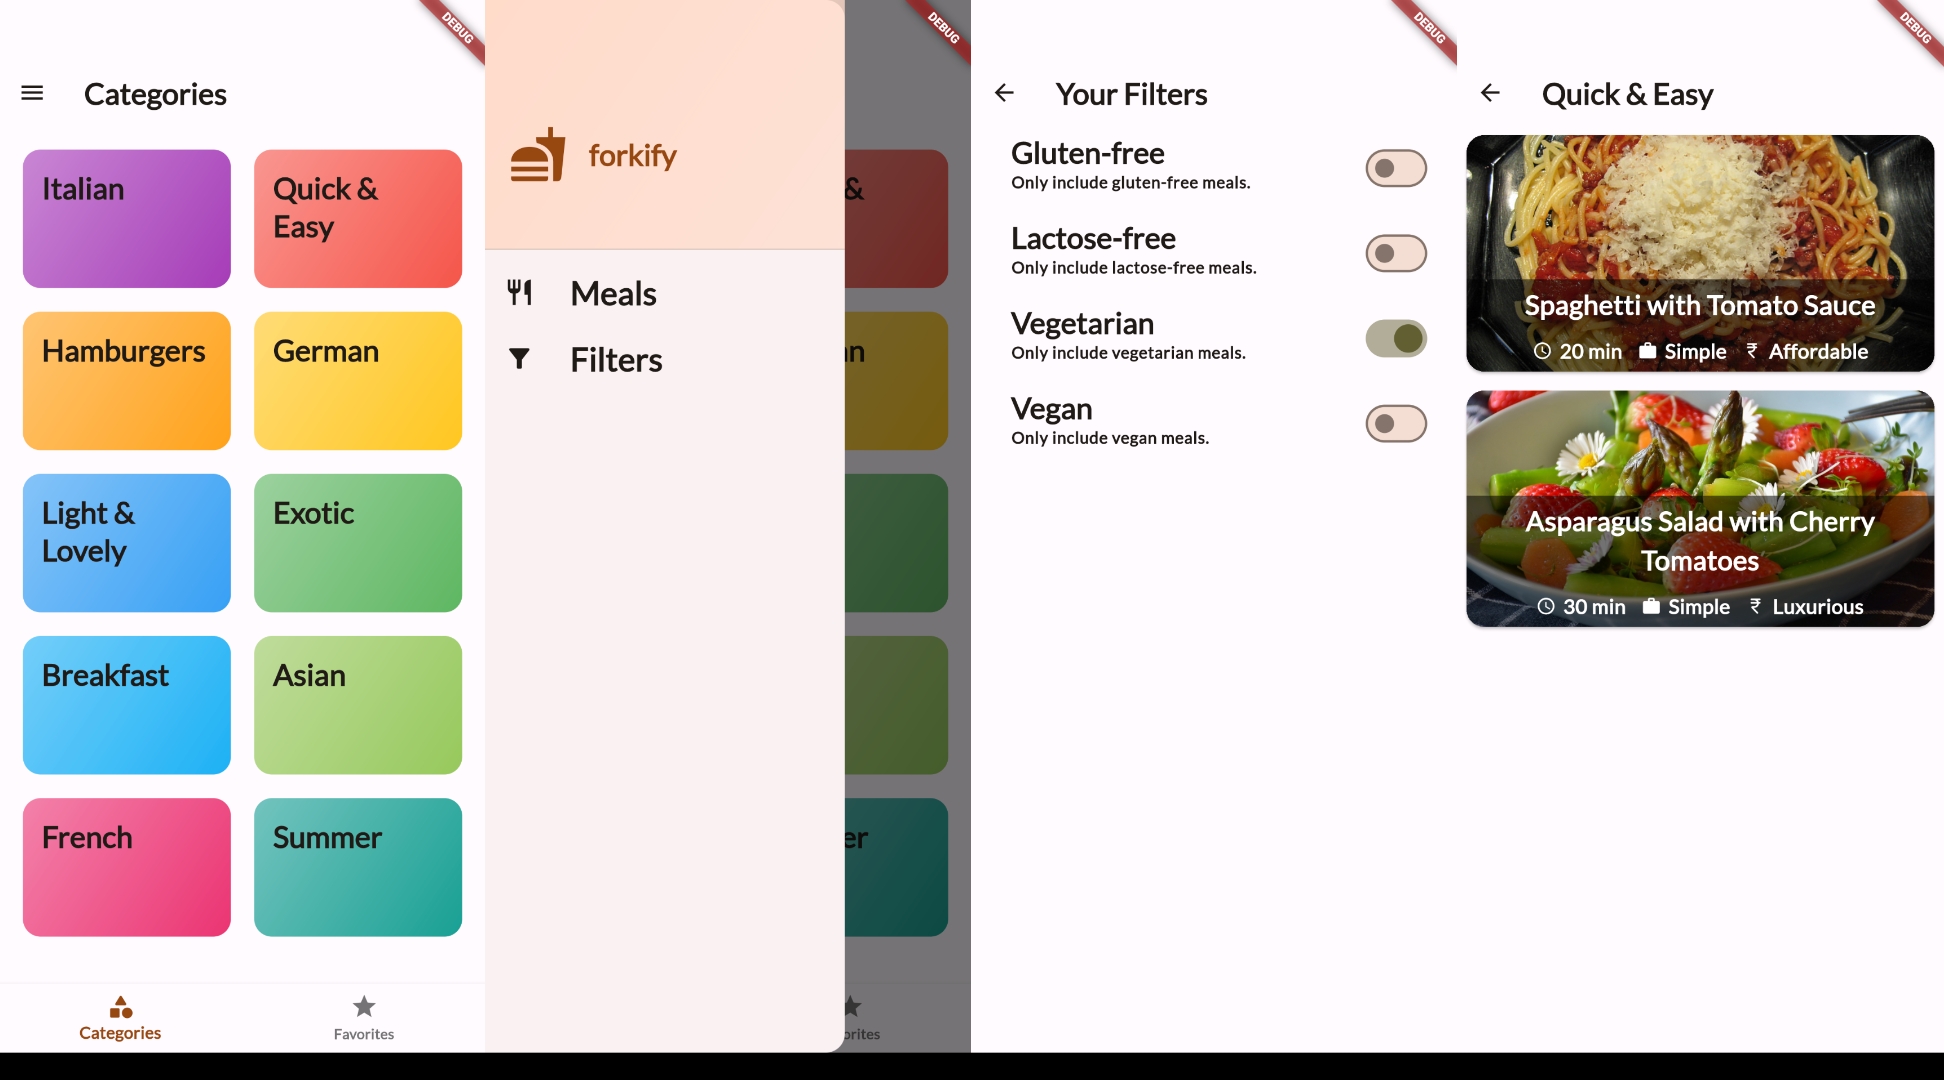 DEBUG
Categories
Italian
Quick &
Easy
Hamburgers
German
Light &
Lovely
Exotic
Breakfast
Asian
French
Summer
Categories
Favorites
DEBUG
forkify
Meals
Filters
&
an
er
orites
DEBUG
Your Filters
Gluten-free
Only include gluten-free meals.
Lactose-free
Only include lactose-free meals.
Vegetarian
Only include vegetarian meals.
Vegan
Only include vegan meals.
DEBUG
Quick & Easy
Spaghetti with Tomato Sauce
20 min Simple ₹ Affordable
Asparagus Salad with Cherry
Tomatoes
30 min Simple ₹ Luxurious